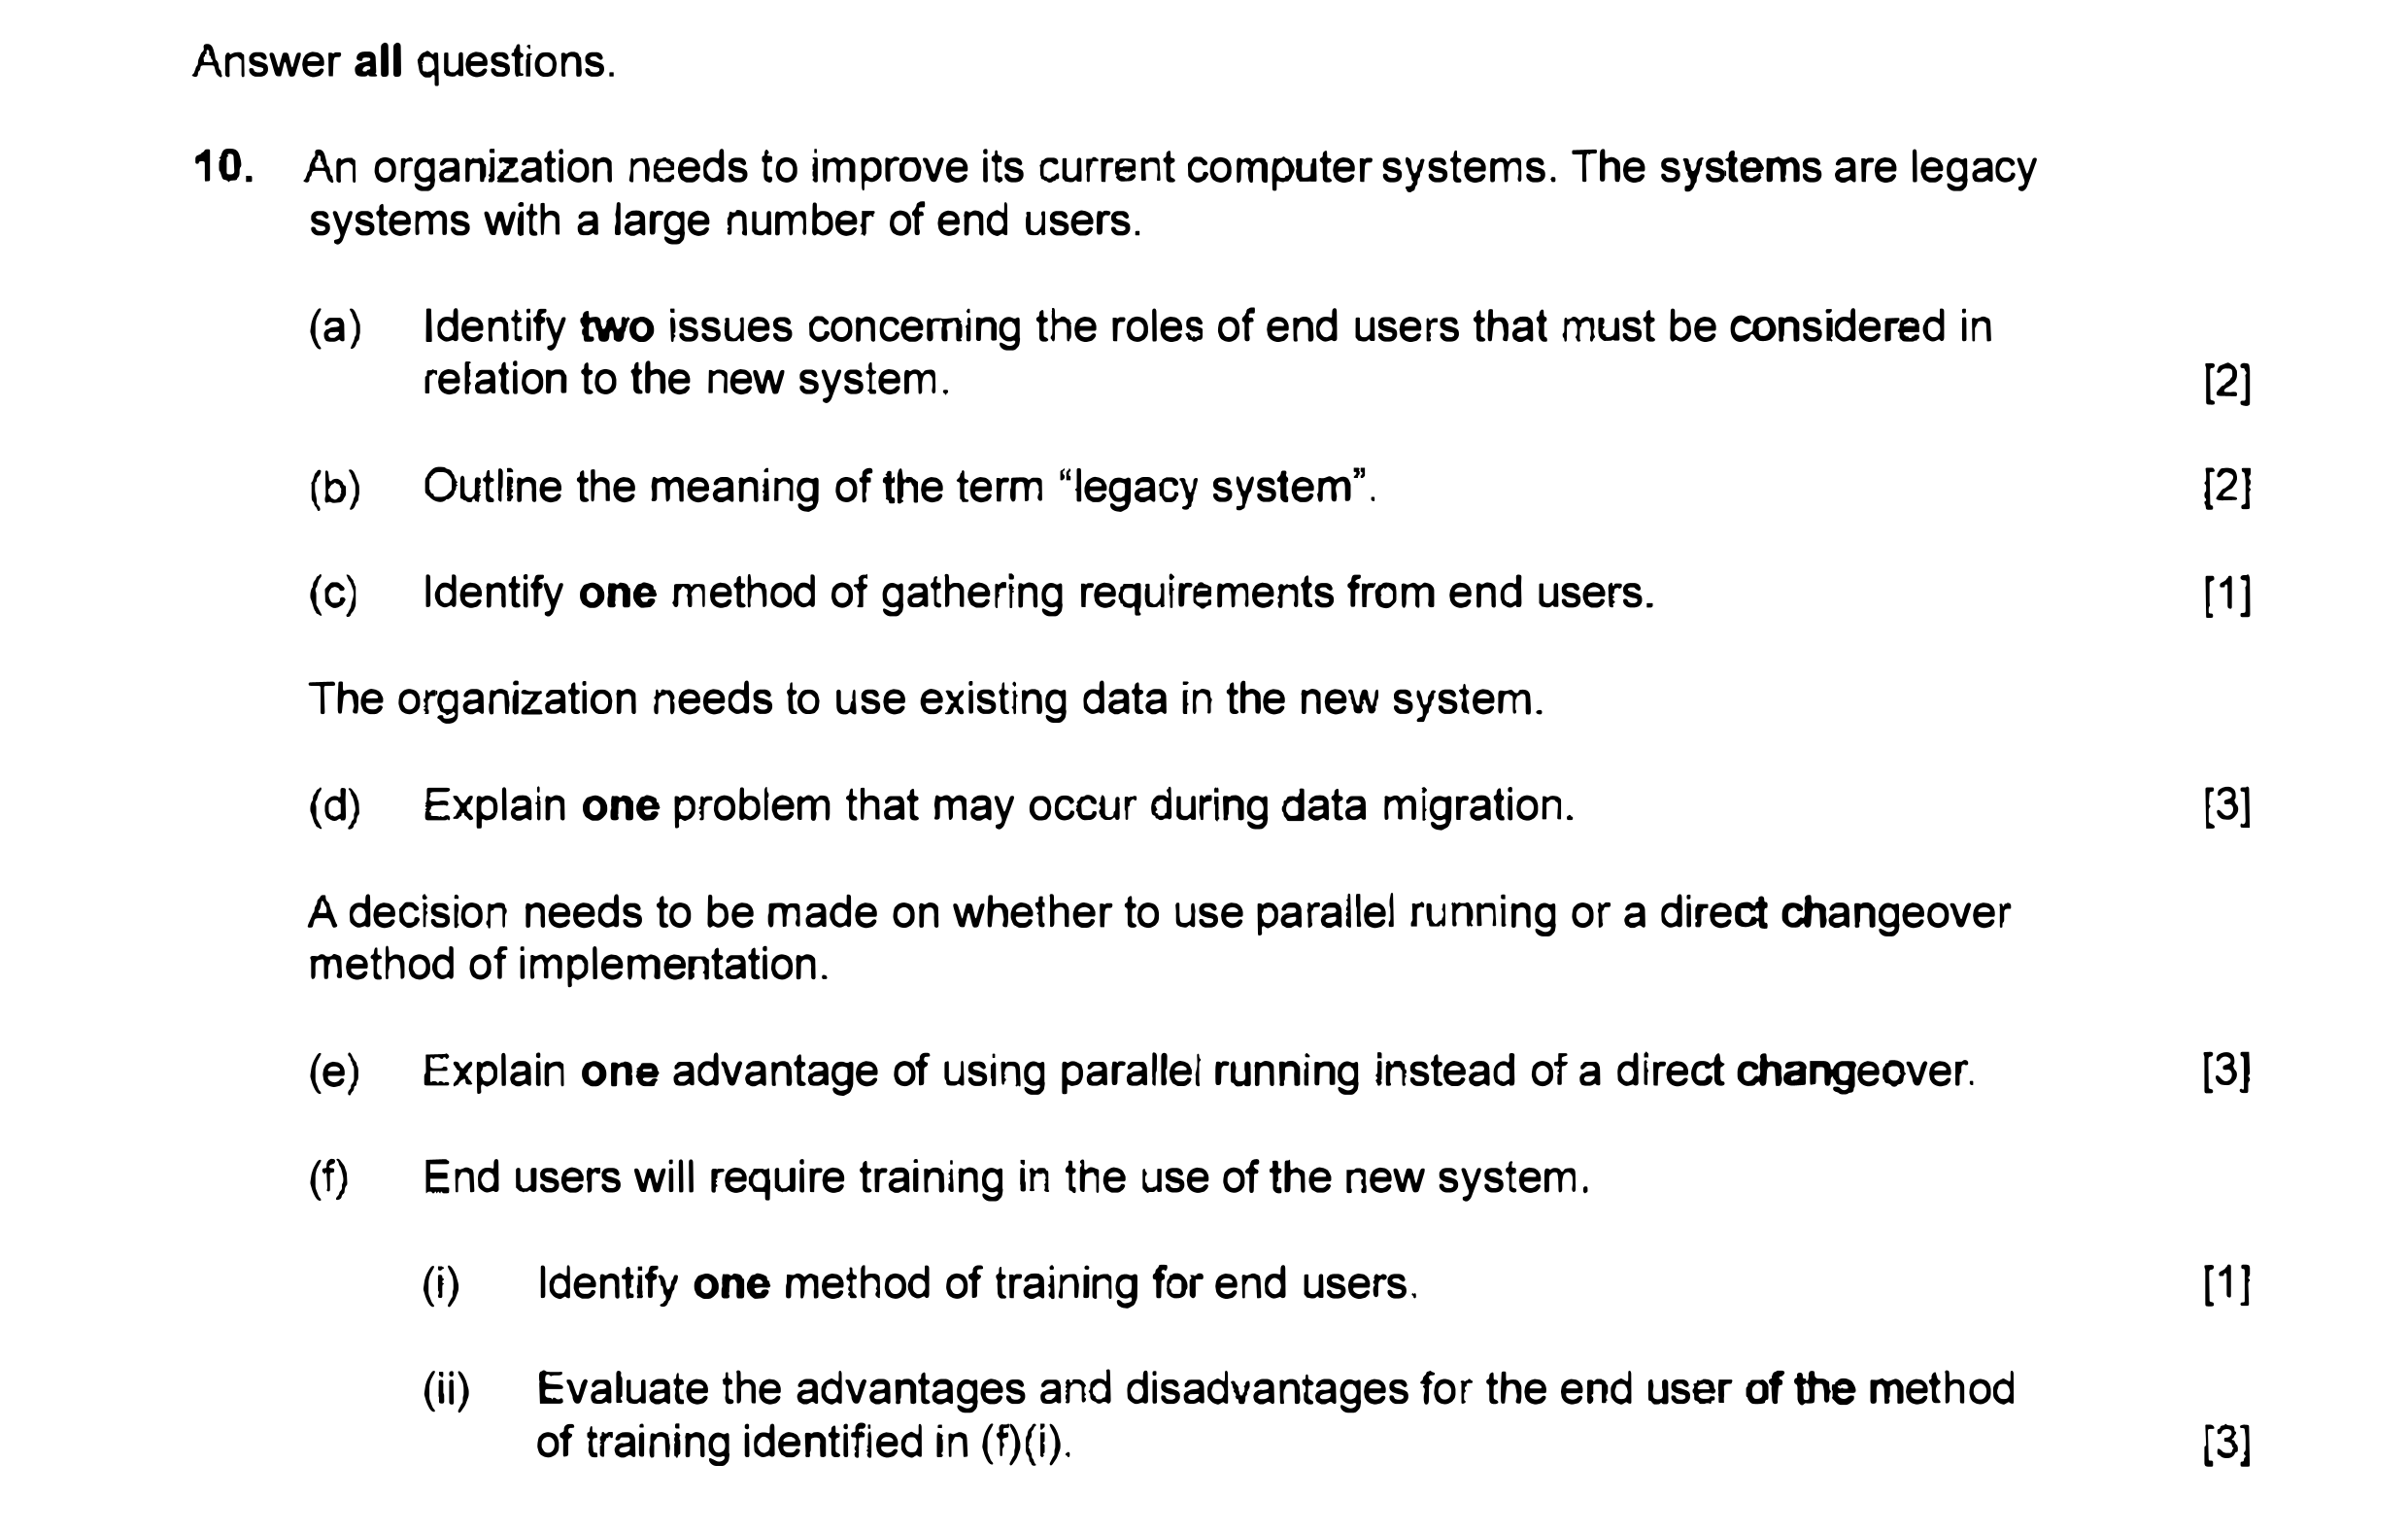 Answer all questions.
10. An organization needs to improve its current computer systems. The systems are legacy
systems with a large number of end users.
(a) Identify two issues concerning the roles of end users that must be considered in
relation to the new system. [2]
(b) Outline the meaning of the term “legacy system”. [2]
(c) Identify one method of gathering requirements from end users. [1]
The organization needs to use existing data in the new system.
(d) Explain one problem that may occur during data migration. [3]
A decision needs to be made on whether to use parallel running or a direct changeover
method of implementation.
(e) Explain one advantage of using parallel running instead of a direct changeover. [3]
(f) End users will require training in the use of the new system.
(i) Identify one method of training for end users. [1]
(ii) Evaluate the advantages and disadvantages for the end user of the method
of training identified in (f)(i). [3]